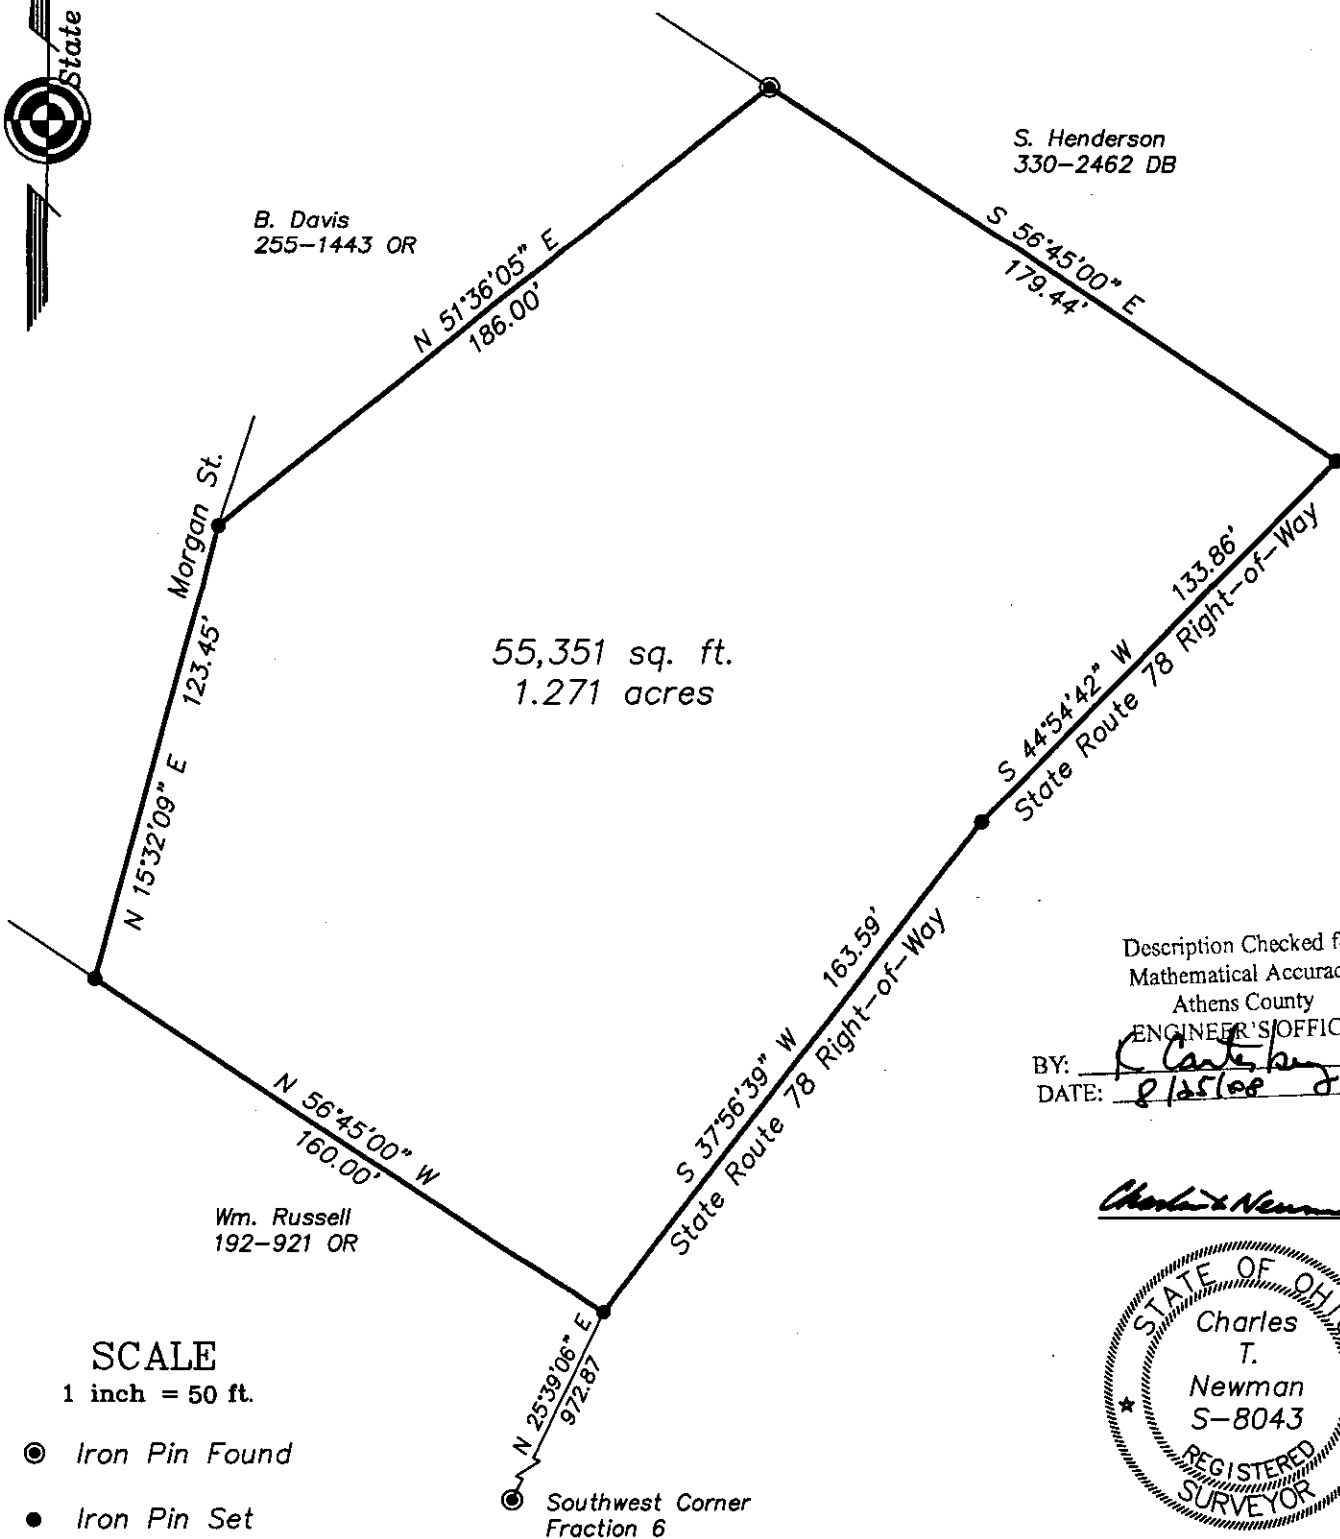 State
S. Henderson
330-2462 DB
B. Davis
255-1443 OR
N 51°36'05" E
186.00'
S 56°45'00" E
179.44'
Morgan St.
N 15°32'09" E 123.45'
55,351 sq. ft.
1.271 acres
S 44°54'42" W 133.86'
State Route 78 Right-of-Way
S 37°56'39" W 163.59'
State Route 78 Right-of-Way
N 56°45'00" W
160.00'
Wm. Russell
192-921 OR
Description Checked f
Mathematical Accurac
Athens County
ENGINEER'S OFFIC
BY:
DATE: 8/25/08
N 25°39'06" E
972.87
Southwest Corner
Fraction 6
SCALE
1 inch = 50 ft.
Iron Pin Found
Iron Pin Set
STATE OF OHI
Charles
T.
Newman
S-8043
REGISTERED
SURVEYOR